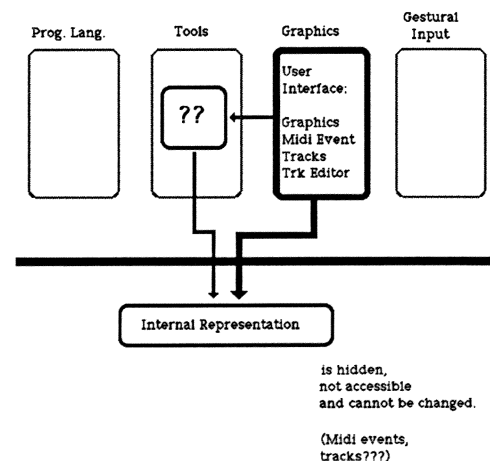 Prog. Lang.
Tools
Graphics
Gestural
Input
??
User
Interface:
Graphics
Midi Event
Tracks
Trk Editor
Internal Representation
is hidden,
not accessible
and cannot be changed.
(Midi events,
tracks???)